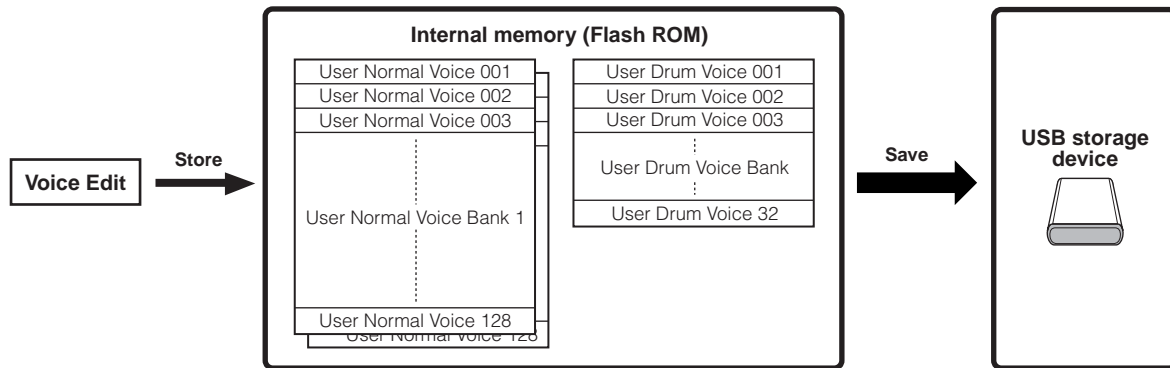 Internal memory (Flash ROM)
User Normal Voice 001
User Normal Voice 002
User Normal Voice 003
User Normal Voice Bank 1
User Normal Voice 128
User Normal Voice 128
User Drum Voice 001
User Drum Voice 002
User Drum Voice 003
User Drum Voice Bank
User Drum Voice 32
Voice Edit
Store
Save
USB storage
device